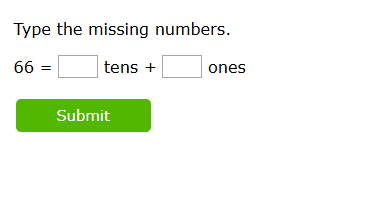 Type the missing numbers.
66 = tens + ones
Submit